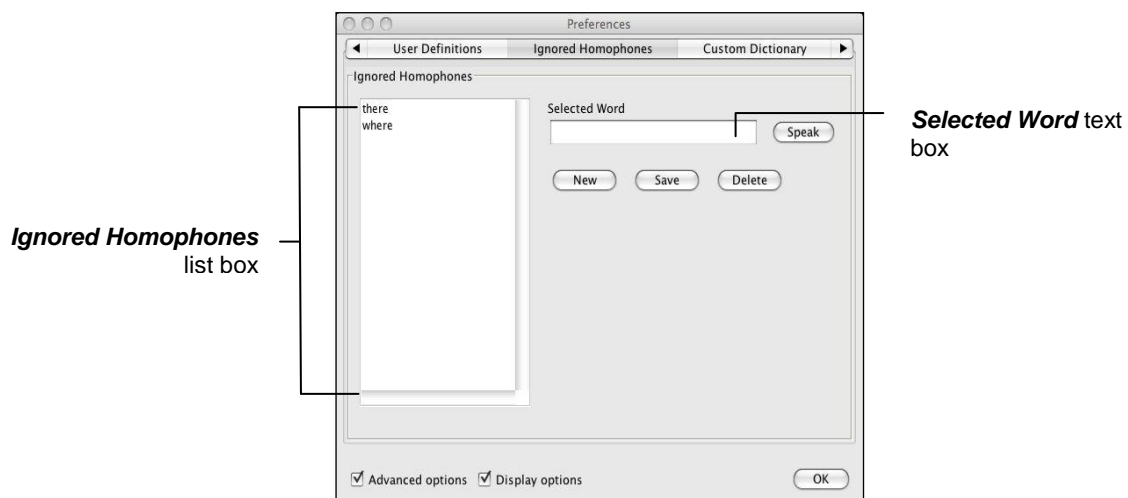 Preferences
User Definitions Ignored Homophones Custom Dictionary
Ignored Homophones
there
where
Selected Word
Speak
New Save Delete
Selected Word text
box
Ignored Homophones
list box
Advanced options Display options OK